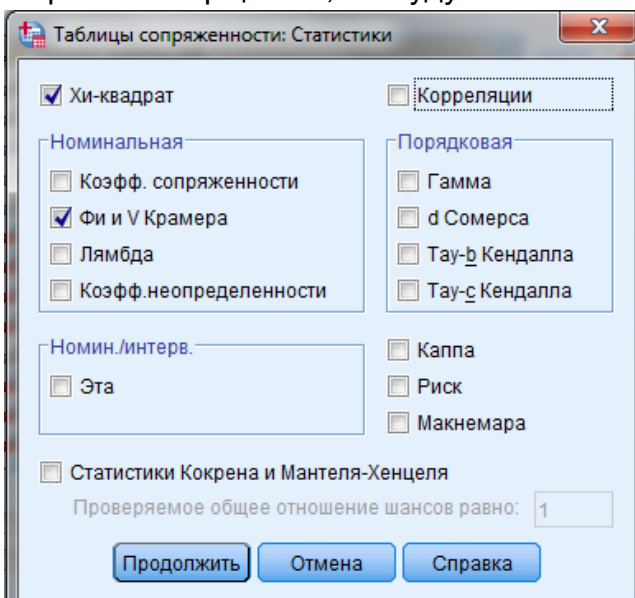 Таблицы сопряженности: Статистики
Хи-квадрат
Корреляции
Номинальная
Коэфф. сопряженности
Фи и V Крамера
Лямбда
Коэфф.неопределенности
Порядковая
Гамма
d Сомерса
Тау-b Кендалла
Тау-c Кендалла
Номин./интерв.
Эта
Каппа
Риск
Макнемара
Статистики Кокрена и Мантеля-Хенцеля
Проверяемое общее отношение шансов равно: 1
Продолжить Отмена Справка